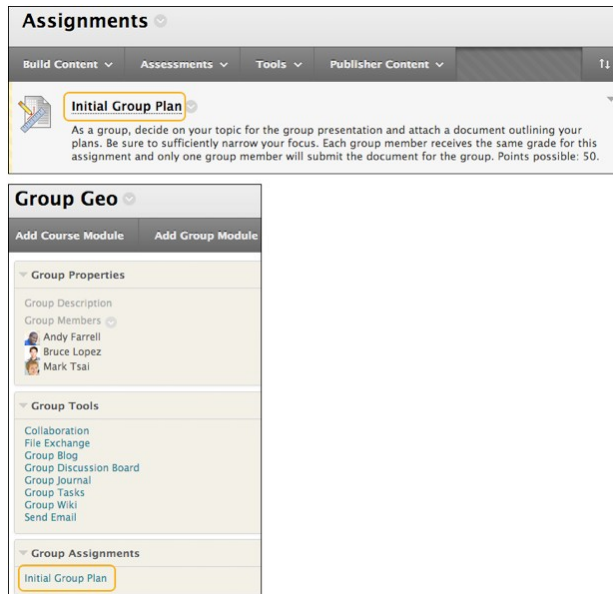 Assignments
Build Content Assessments Tools Publisher Content
Initial Group Plan
As a group, decide on your topic for the group presentation and attach a document outlining your
plans. Be sure to sufficiently narrow your focus. Each group member receives the same grade for this
assignment and only one group member will submit the document for the group. Points possible: 50.
Group Geo
Add Course Module Add Group Module
Group Properties
Group Description
Group Members
Andy Farrell
Bruce Lopez
Mark Tsai
Group Tools
Collaboration
File Exchange
Group Blog
Group Discussion Board
Group Journal
Group Tasks
Group Wiki
Send Email
Group Assignments
Initial Group Plan